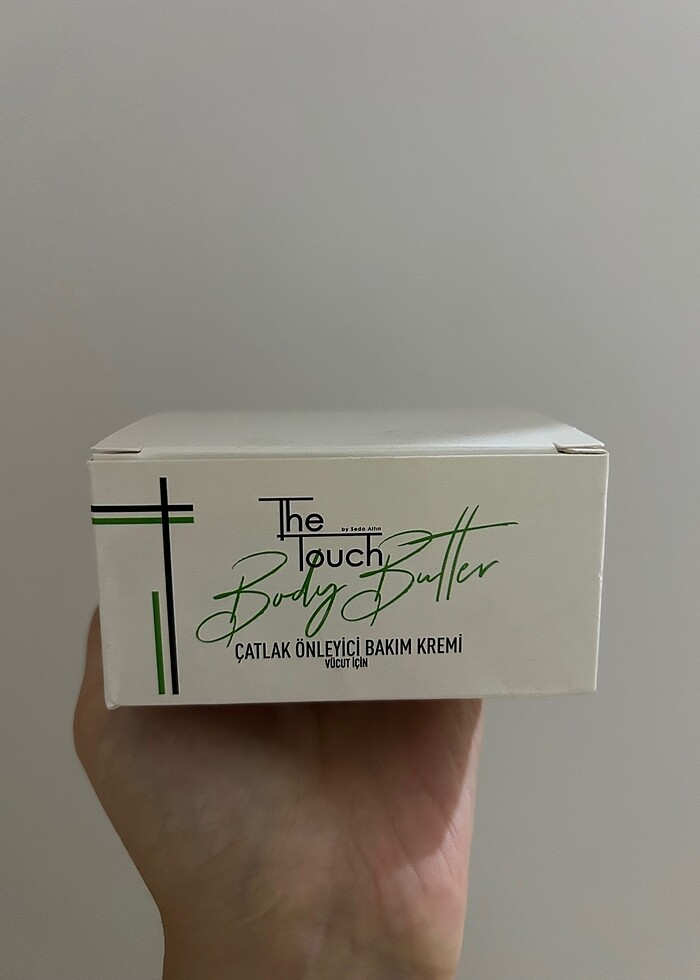 The
by Seda Altın
Touch
Body Butter
ÇATLAK ÖNLEYİCİ BAKIM KREMİ
VÜCUT İÇİN